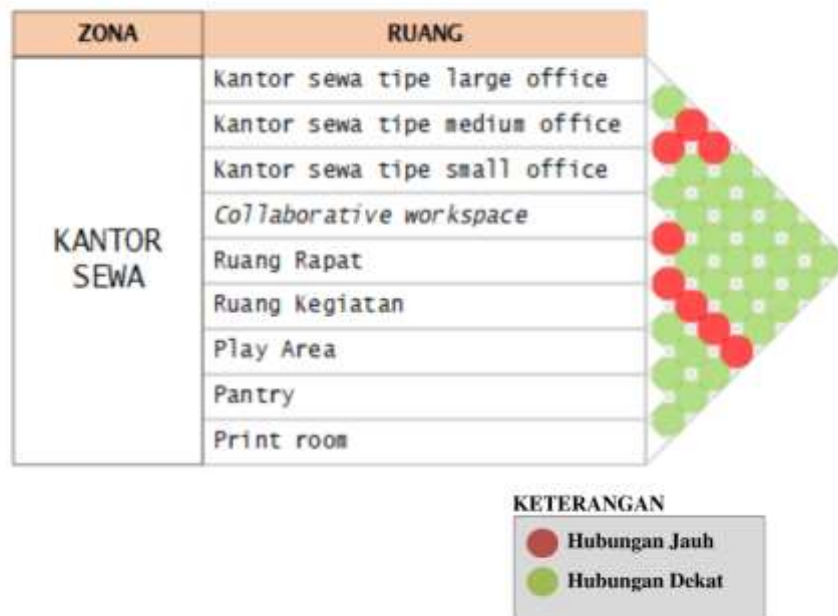 ZONA RUANG
Kantor sewa tipe large office
Kantor sewa tipe medium office
Kantor sewa tipe small office
Collaborative workspace
KANTOR SEWA
Ruang Rapat
Ruang Kegiatan
Play Area
Pantry
Print room
KETERANGAN
Hubungan Jauh
Hubungan Dekat